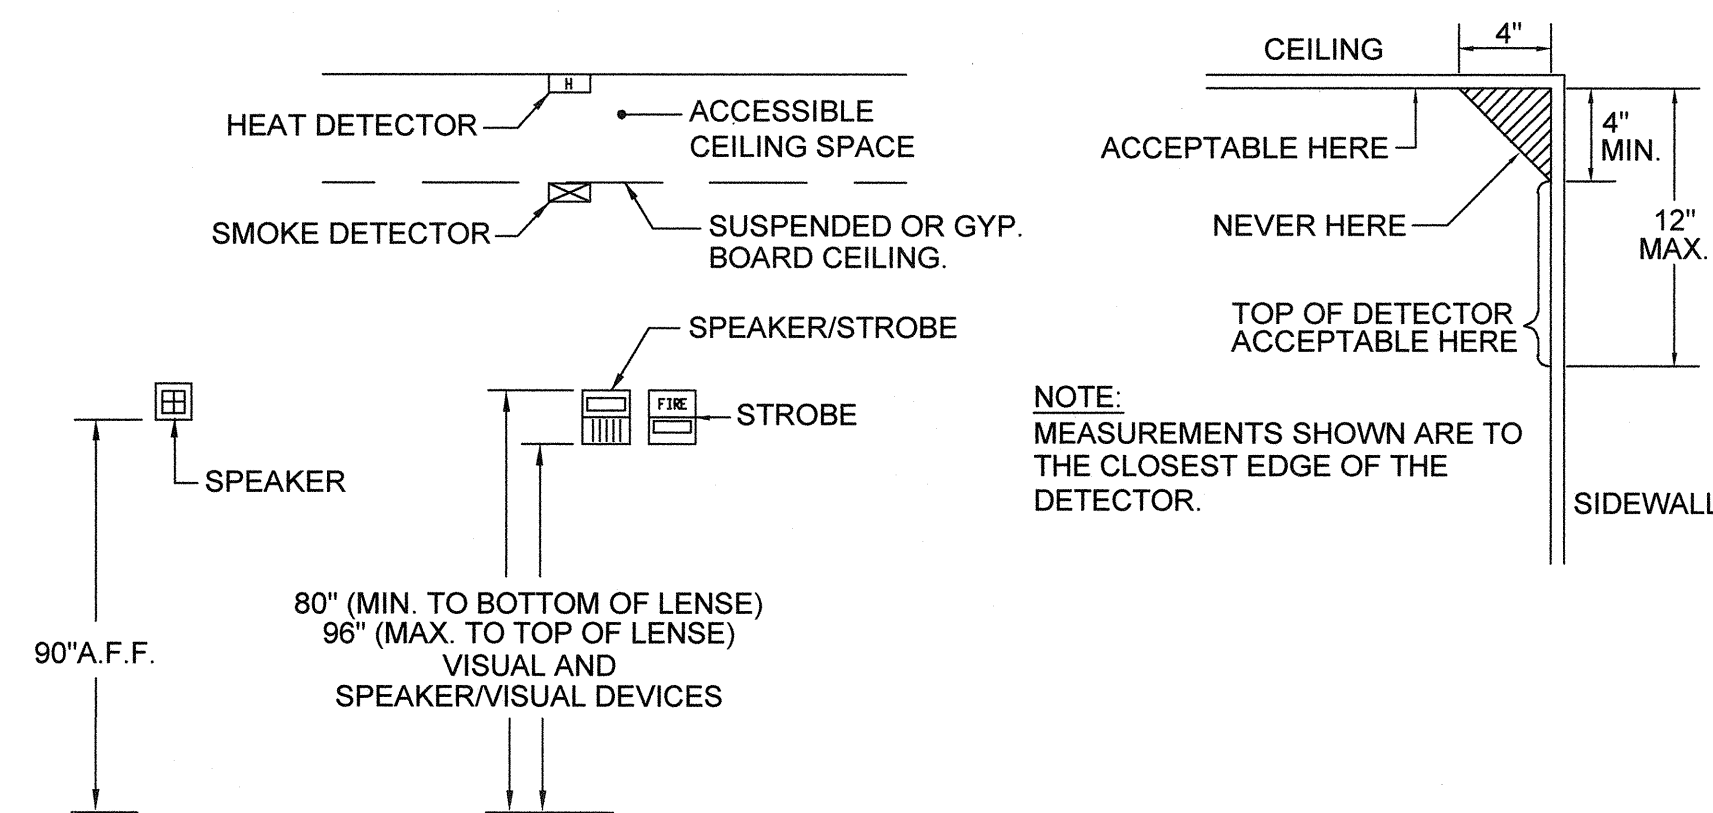 H
HEAT DETECTOR
ACCESSIBLE
CEILING SPACE
SMOKE DETECTOR
SUSPENDED OR GYP.
BOARD CEILING.
SPEAKER/STROBE
FIRE
STROBE
SPEAKER
90"A.F.F.
80" (MIN. TO BOTTOM OF LENSE)
96" (MAX. TO TOP OF LENSE)
VISUAL AND
SPEAKER/VISUAL DEVICES
CEILING
4"
ACCEPTABLE HERE
4"
MIN.
NEVER HERE
12"
MAX.
TOP OF DETECTOR
ACCEPTABLE HERE
NOTE:
MEASUREMENTS SHOWN ARE TO
THE CLOSEST EDGE OF THE
DETECTOR.
SIDEWALL